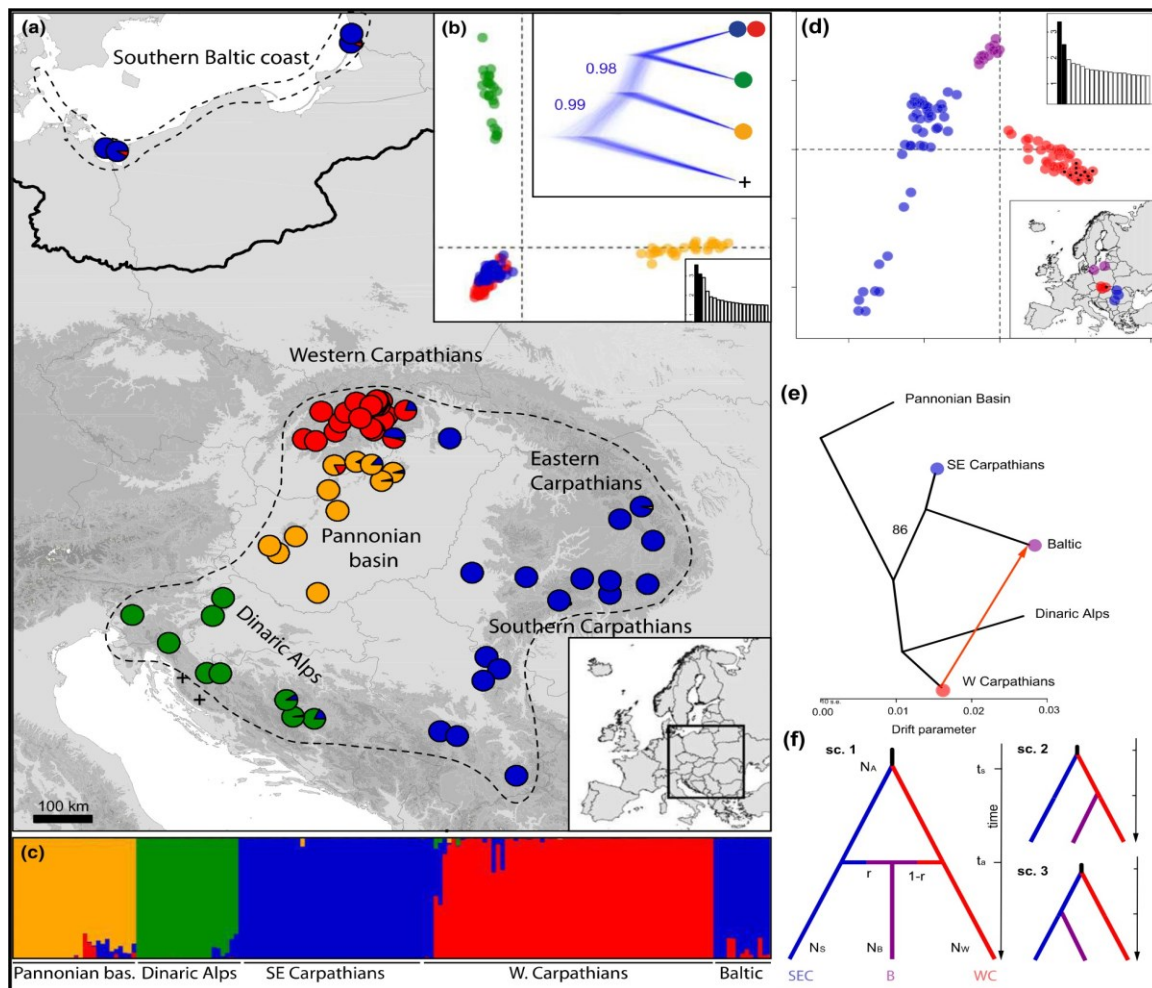 (a)
Southern Baltic coast
Western Carpathians
Eastern
Carpathians
Pannonian
basin
Dinaric Alps
Southern Carpathians
+
+
100 km
(b)
0.98
0.99
+
(c)
Pannonian bas.
Dinaric Alps
SE Carpathians
W. Carpathians
Baltic
(d)
(e)
Pannonian Basin
SE Carpathians
86
Baltic
Dinaric Alps
W Carpathians
0.00
0.01
0.02
0.03
Drift parameter
(f)
sc. 1
NA
ts
time
ta
r
1-r
NS
NB
NW
SEC
B
WC
sc. 2
sc. 3